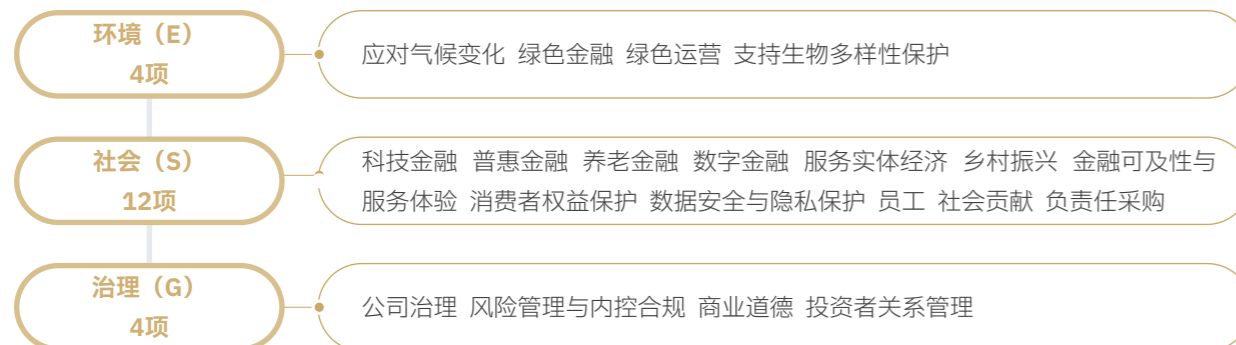 环境（E）
4项
应对气候变化 绿色金融 绿色运营 支持生物多样性保护
社会（S）
12项
科技金融 普惠金融 养老金融 数字金融 服务实体经济 乡村振兴 金融可及性与
服务体验 消费者权益保护 数据安全与隐私保护 员工 社会贡献 负责任采购
治理（G）
4项
公司治理 风险管理与内控合规 商业道德 投资者关系管理